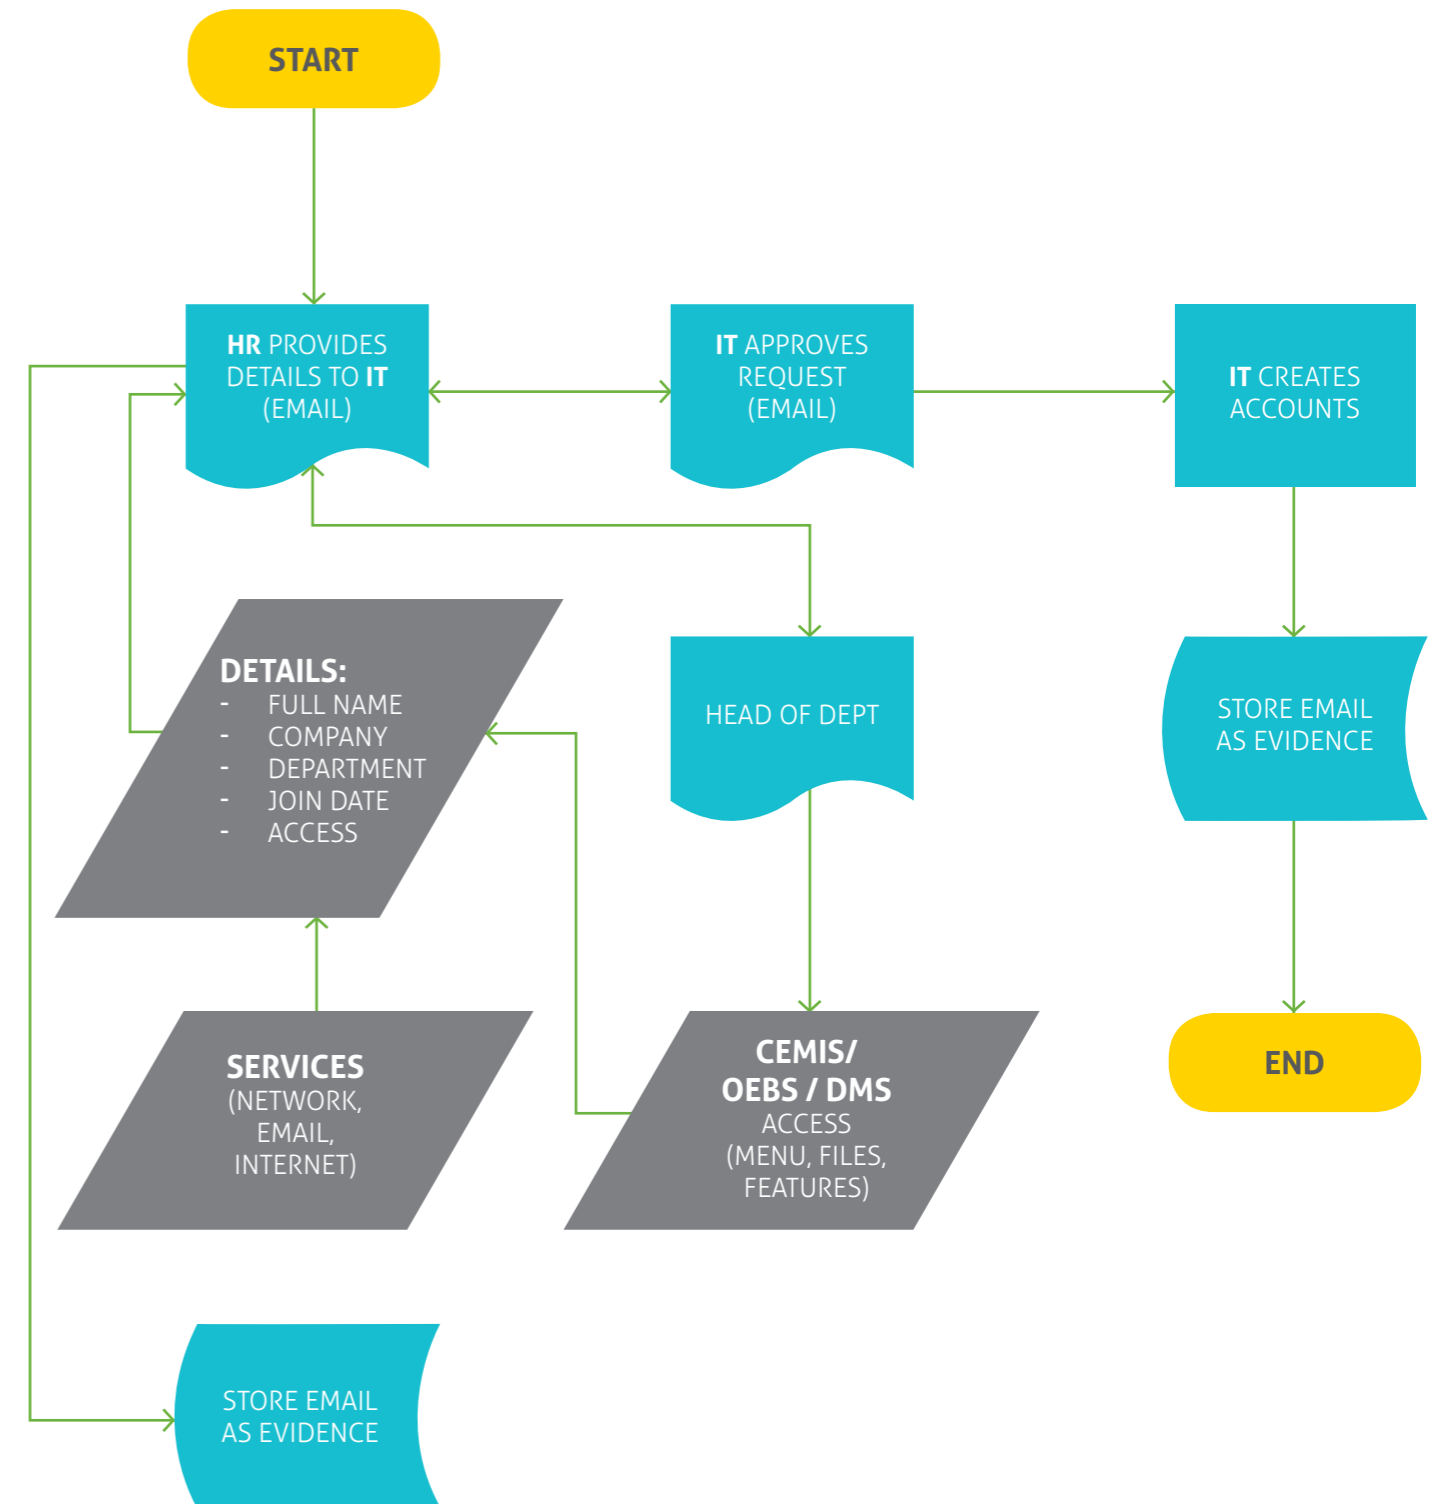 START
HR PROVIDES
DETAILS TO IT
(EMAIL)
IT APPROVES
REQUEST
(EMAIL)
IT CREATES
ACCOUNTS
DETAILS:
- FULL NAME
- COMPANY
- DEPARTMENT
- JOIN DATE
- ACCESS
HEAD OF DEPT
STORE EMAIL
AS EVIDENCE
SERVICES
(NETWORK,
EMAIL,
INTERNET)
CEMIS/
OEBS / DMS
ACCESS
(MENU, FILES,
FEATURES)
END
STORE EMAIL
AS EVIDENCE